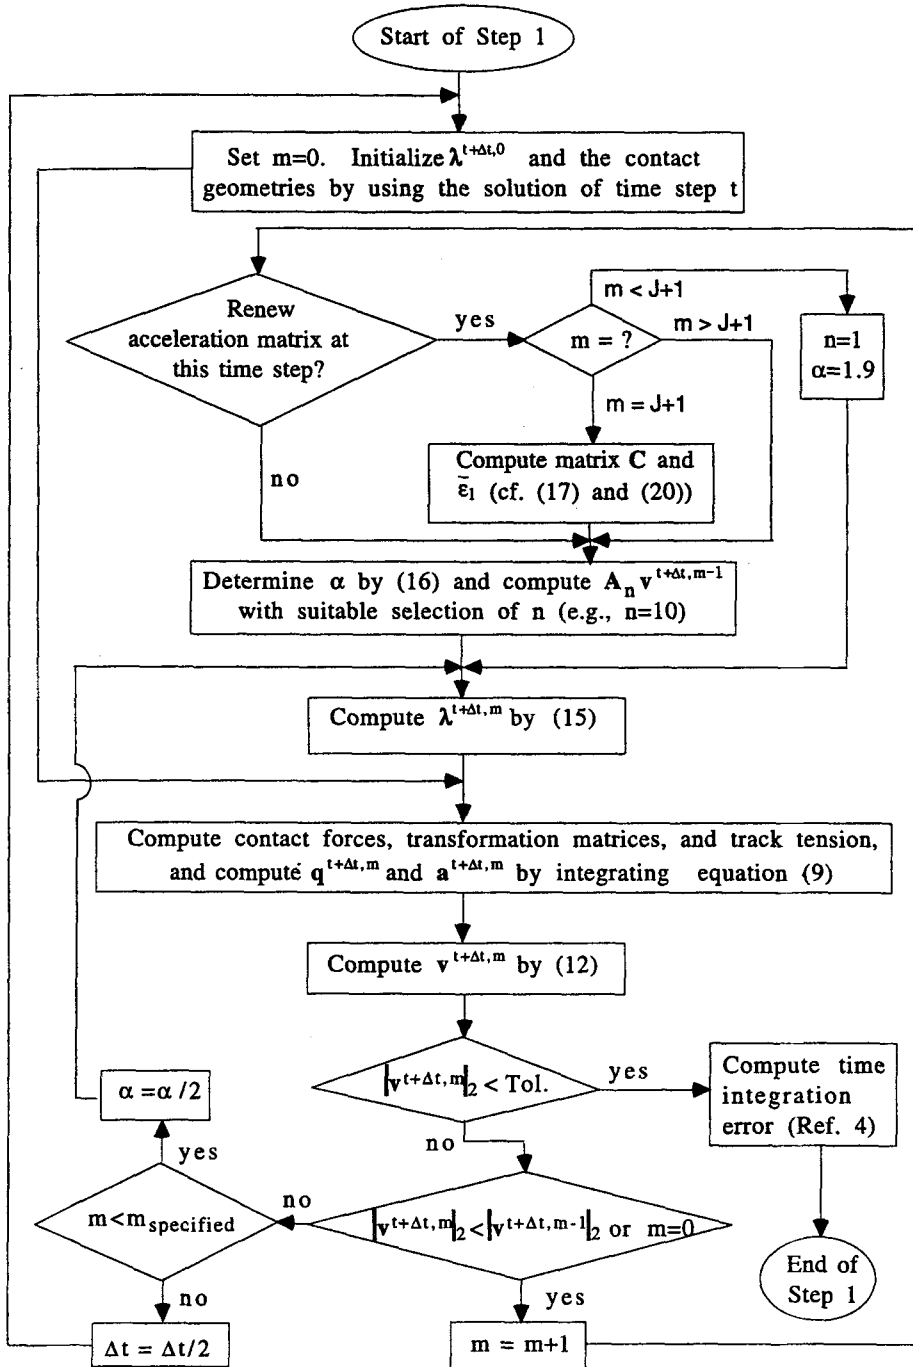 Start of Step 1
Set m=0. Initialize λ^{t+Δt,0} and the contact
geometries by using the solution of time step t
Renew
acceleration matrix at
this time step?
yes
no
m = ?
m < J+1
m > J+1
m = J+1
n=1
α=1.9
Compute matrix C and
ε̃₁ (cf. (17) and (20))
Determine α by (16) and compute Aₙ v^{t+Δt,m-1}
with suitable selection of n (e.g., n=10)
Compute λ^{t+Δt,m} by (15)
Compute contact forces, transformation matrices, and track tension,
and compute q^{t+Δt,m} and a^{t+Δt,m} by integrating equation (9)
Compute v^{t+Δt,m} by (12)
|v^{t+Δt,m}|₂ < Tol.
yes
no
Compute time
integration
error (Ref. 4)
End of
Step 1
|v^{t+Δt,m}|₂ < |v^{t+Δt,m-1}|₂ or m=0
no
yes
m<m_{specified}
yes
no
α =α/2
Δt = Δt/2
m = m+1